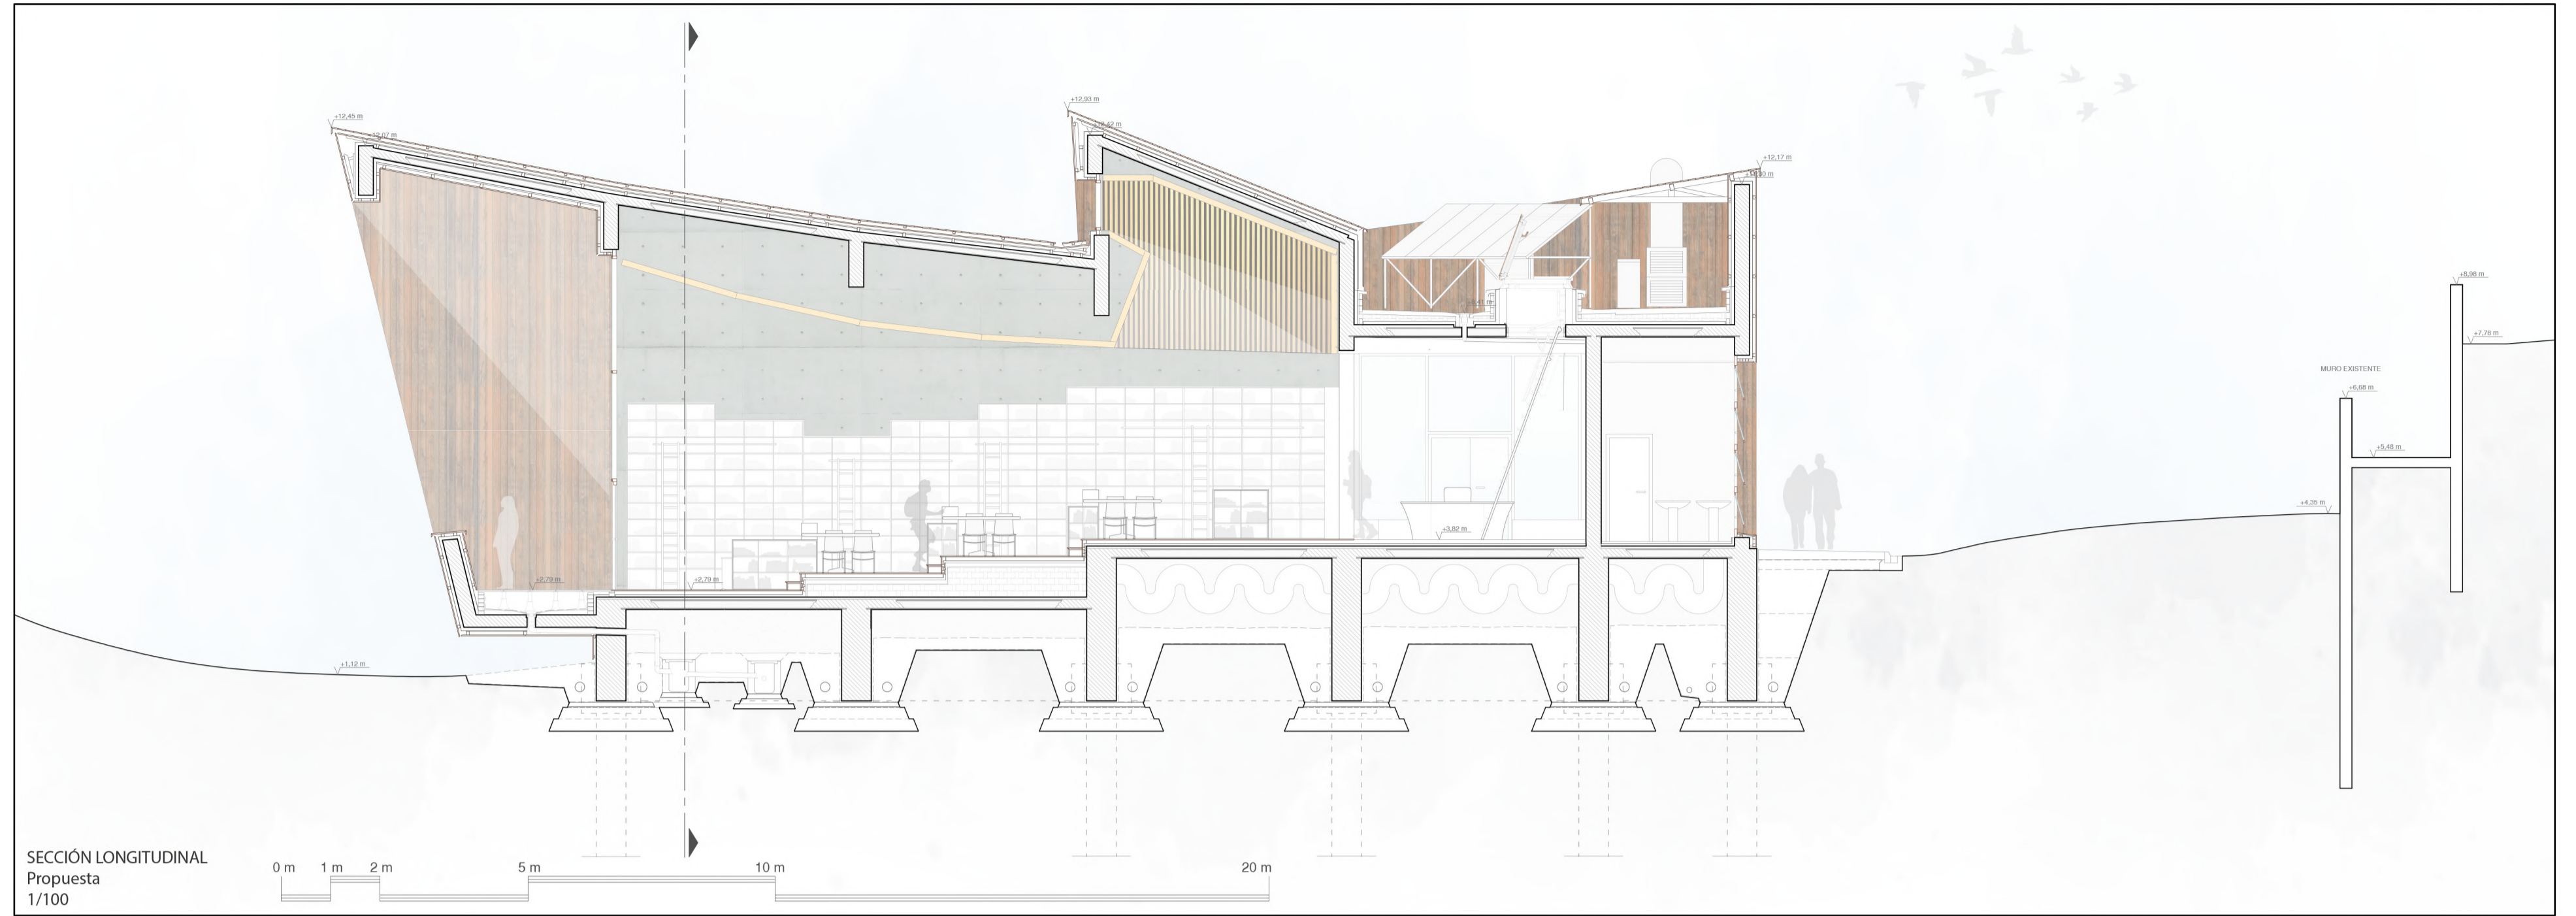 +12,93 m
+12,45 m
+12,07 m
+12,42 m
+12,17 m
+8,98 m
+7,78 m
MURO EXISTENTE
+6,68 m
+5,48 m
+4,35 m
+3,82 m
+2,79 m
+2,79 m
+1,12 m
SECCIÓN LONGITUDINAL
Propuesta
1/100
0 m 1 m 2 m 5 m 10 m 20 m